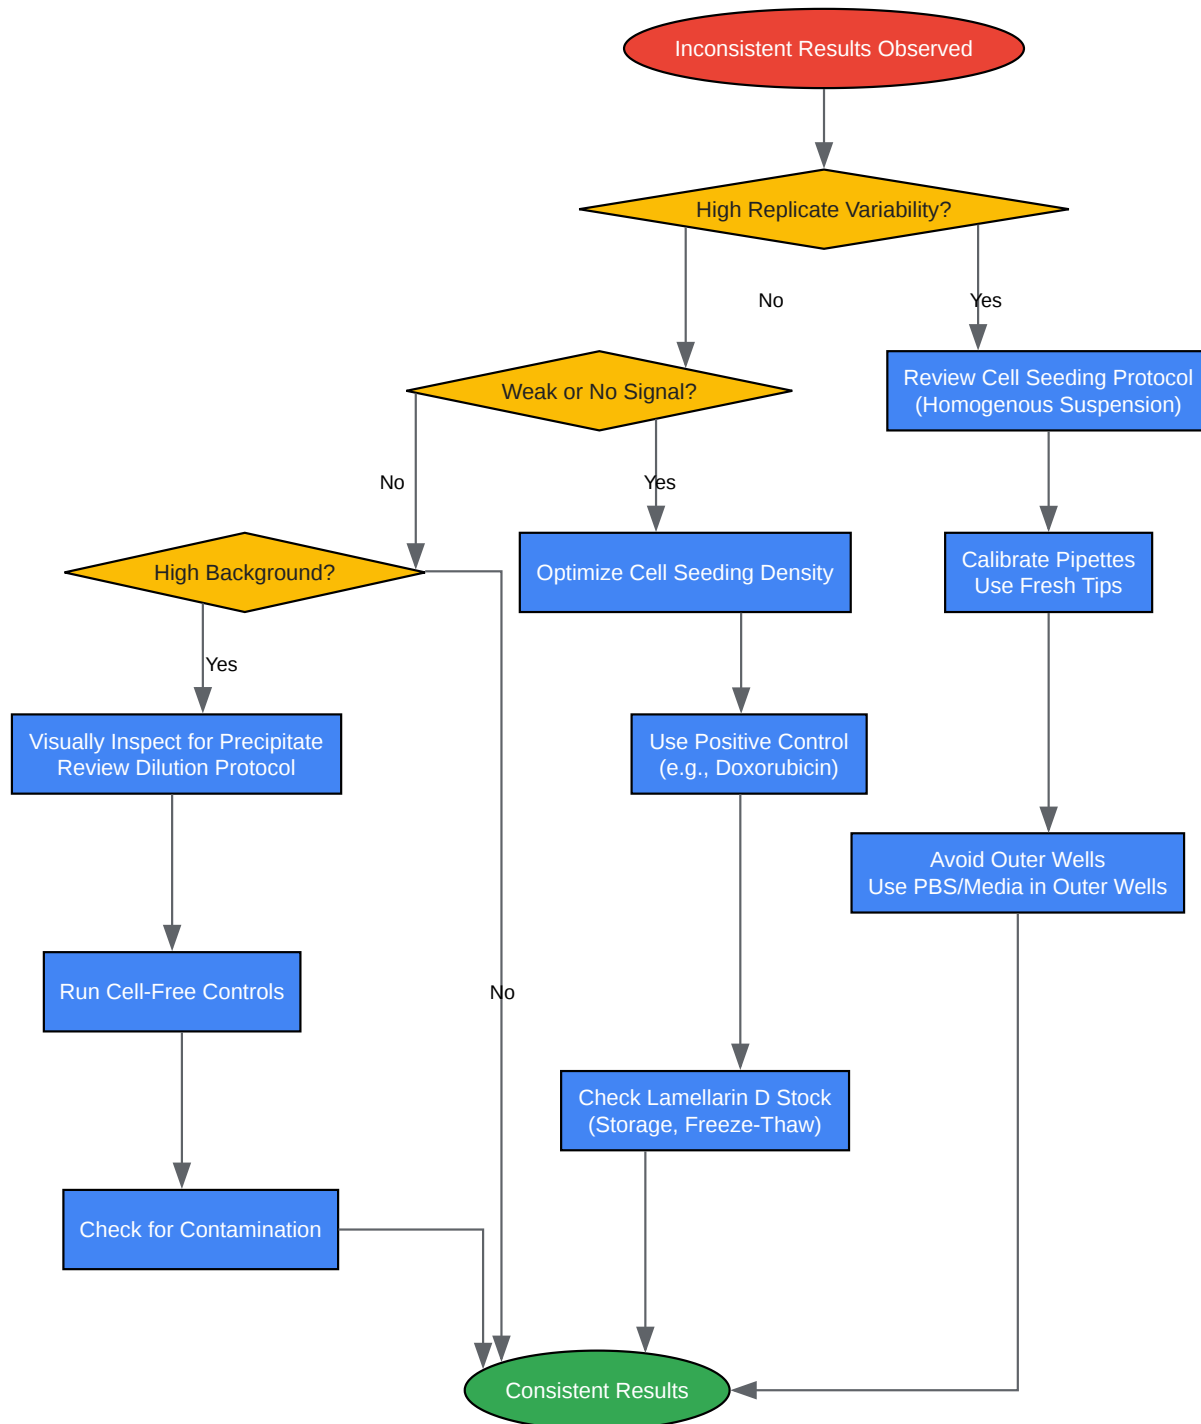 Inconsistent Results Observed
High Replicate Variability?
No
Yes
Weak or No Signal?
Review Cell Seeding Protocol
(Homogenous Suspension)
No
Yes
High Background?
Optimize Cell Seeding Density
Calibrate Pipettes
Use Fresh Tips
Yes
Visually Inspect for Precipitate
Review Dilution Protocol
Use Positive Control
(e.g., Doxorubicin)
Avoid Outer Wells
Use PBS/Media in Outer Wells
Run Cell-Free Controls
No
Check Lamellarin D Stock
(Storage, Freeze-Thaw)
Check for Contamination
Consistent Results